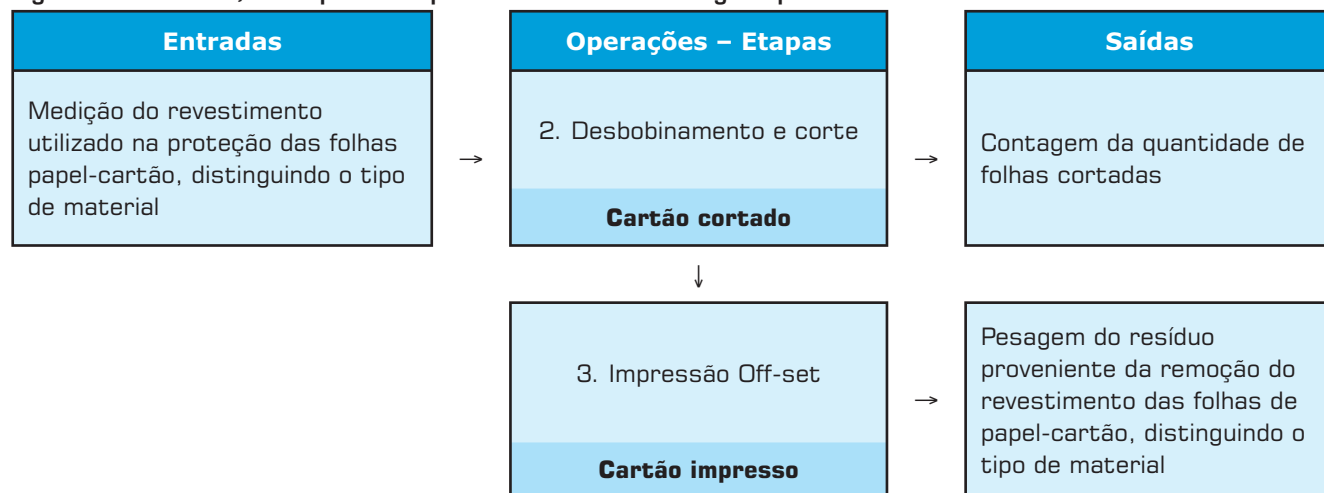 Entradas
Operações – Etapas
Saídas
Medição do revestimento
utilizado na proteção das folhas
papel-cartão, distinguindo o tipo
de material
→
2. Desbobinamento e corte
Cartão cortado
→
Contagem da quantidade de
folhas cortadas
↓
3. Impressão Off-set
Cartão impresso
→
Pesagem do resíduo
proveniente da remoção do
revestimento das folhas de
papel-cartão, distinguindo o
tipo de material